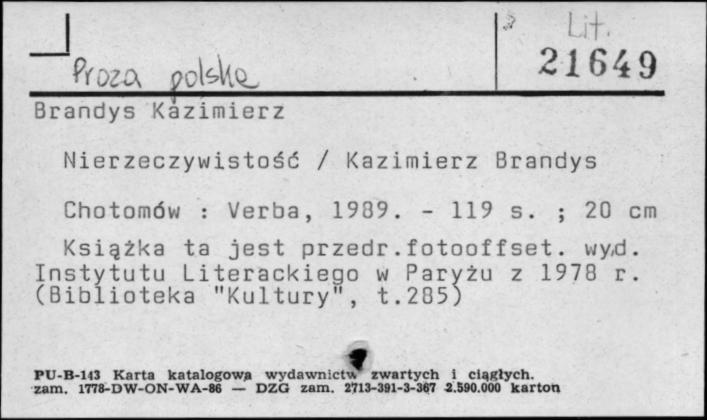 Lit.
21649
Proza polska
Brandys Kazimierz
Nierzeczywistość / Kazimierz Brandys
Chotomów : Verba, 1989. - 119 s. ; 20 cm
Książka ta jest przedr.fotooffset. wyd.
Instytutu Literackiego w Paryżu z 1978 r.
(Biblioteka "Kultury", t.285)
PU-B-143 Karta katalogowa wydawnictw zwartych i ciągłych.
zam. 1778-DW-ON-WA-86 — DZG zam. 2713-391-3-367 2.590.000 karton